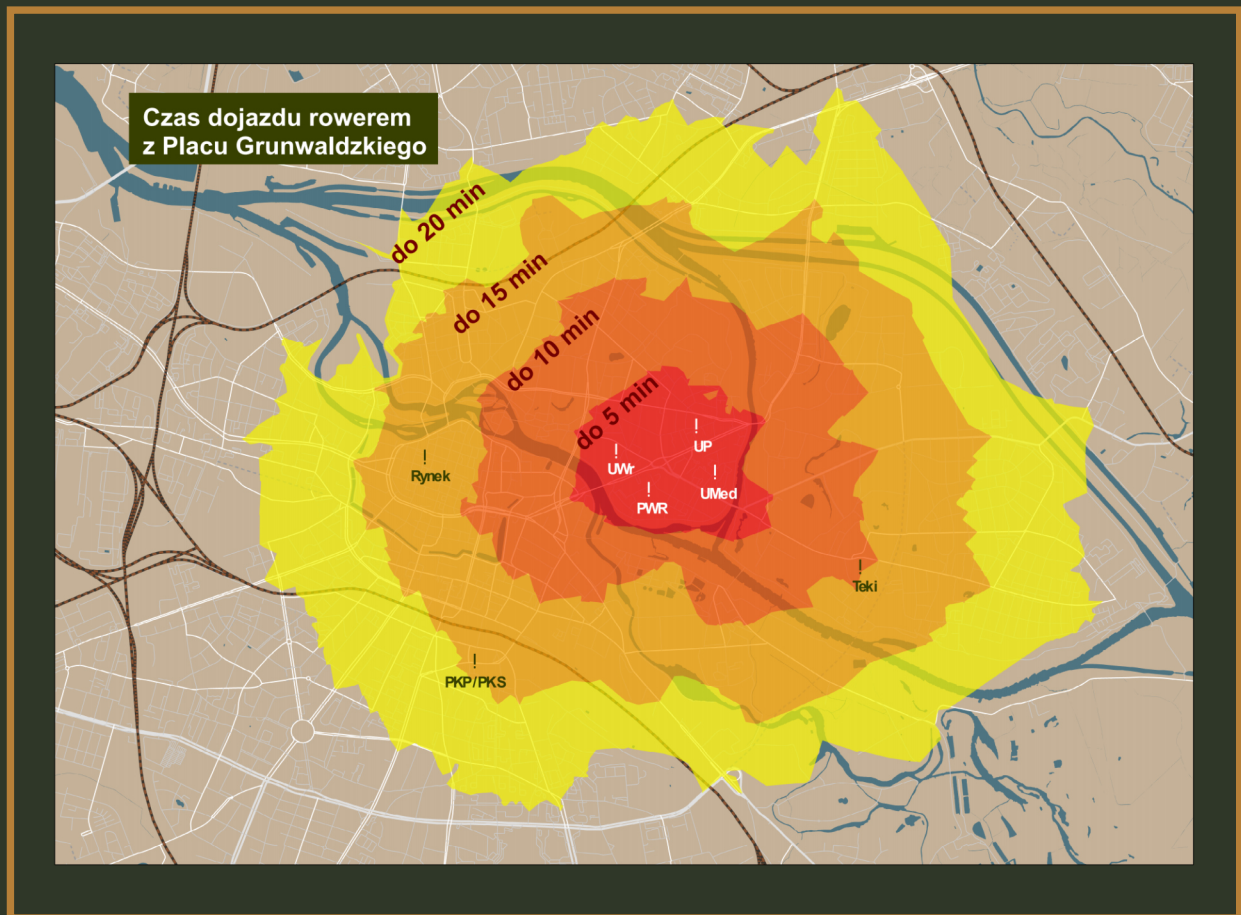 Czas dojazdu rowerem
z Placu Grunwaldzkiego
do 20 min
do 15 min
do 10 min
do 5 min
! UP
! UWr
! Rynek
! UMed
! PWR
! Teki
! PKP/PKS